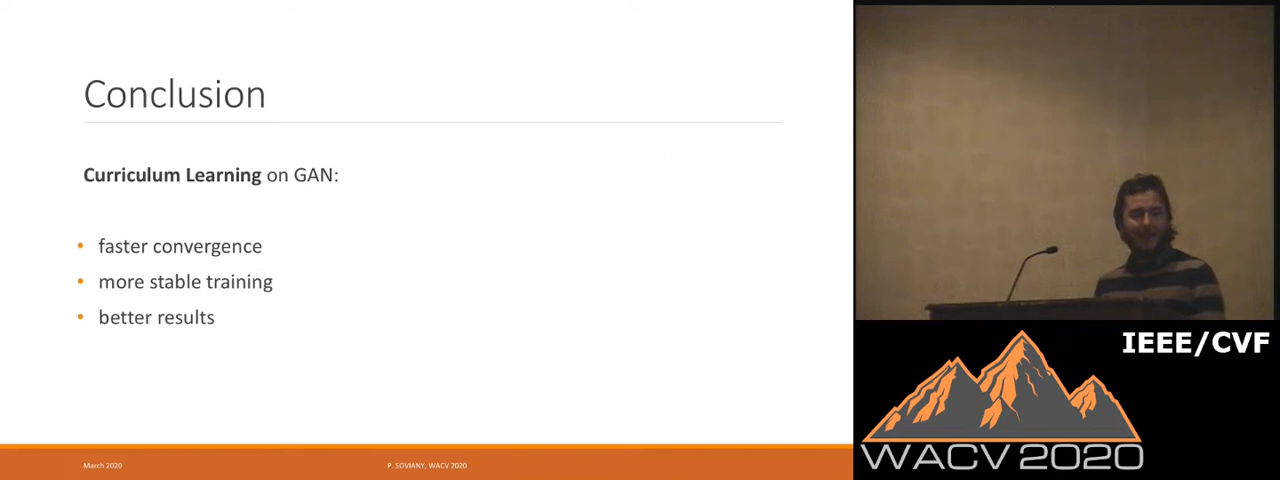 Conclusion
Curriculum Learning on GAN:
• faster convergence
• more stable training
• better results
March 2020
P. SOVIANY, WACV 2020
IEEE/CVF
WACV 2020